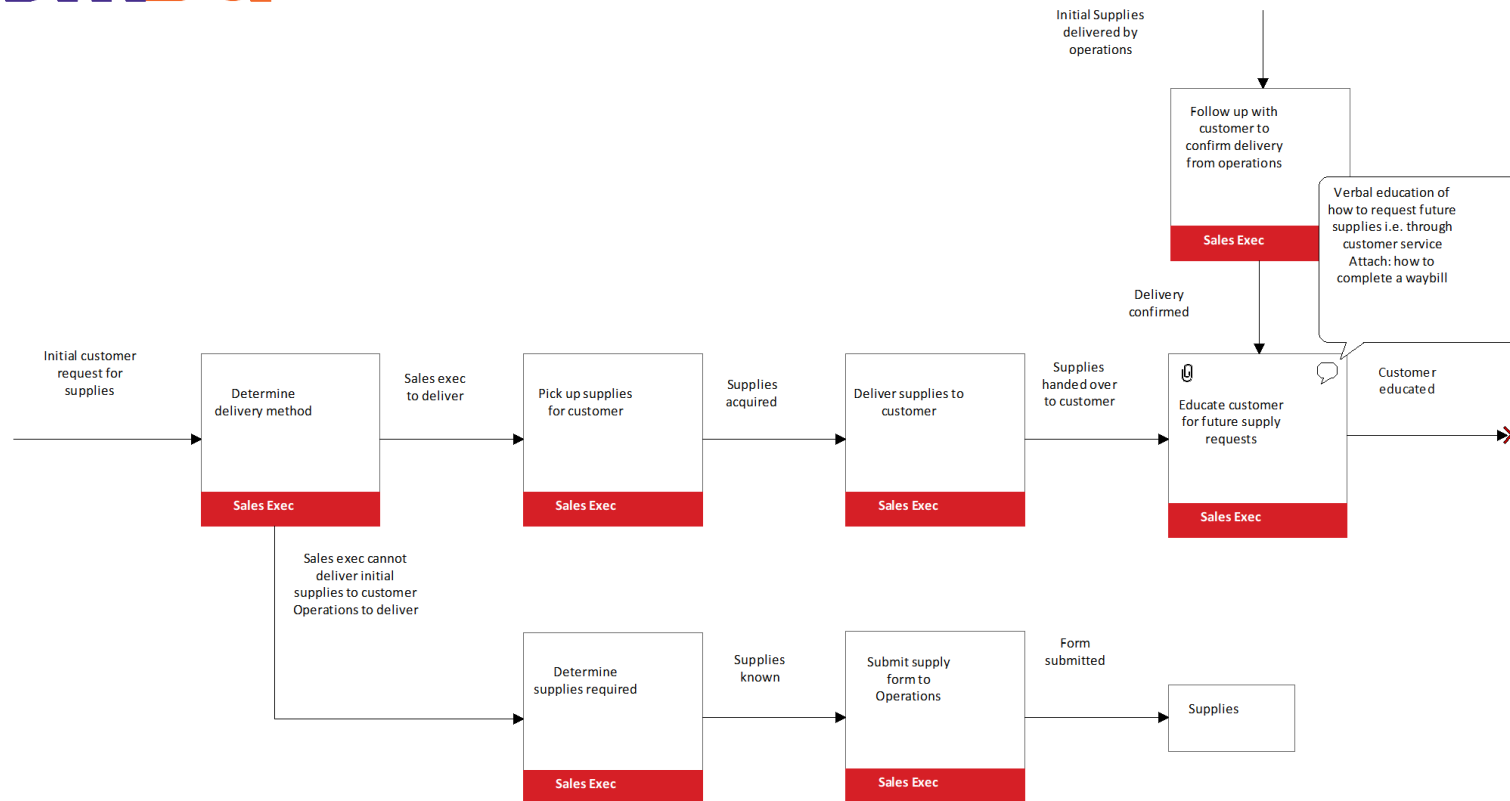 Initial Supplies
delivered by
operations
Follow up with
customer to
confirm delivery
from operations
Sales Exec
Verbal education of
how to request future
supplies i.e. through
customer service
Attach: how to
complete a waybill
Delivery
confirmed
Initial customer
request for
supplies
Determine
delivery method
Sales Exec
Sales exec
to deliver
Pick up supplies
for customer
Sales Exec
Supplies
acquired
Deliver supplies to
customer
Sales Exec
Supplies
handed over
to customer
Educate customer
for future supply
requests
Sales Exec
Customer
educated
Sales exec cannot
deliver initial
supplies to customer
Operations to deliver
Determine
supplies required
Sales Exec
Supplies
known
Submit supply
form to
Operations
Sales Exec
Form
submitted
Supplies